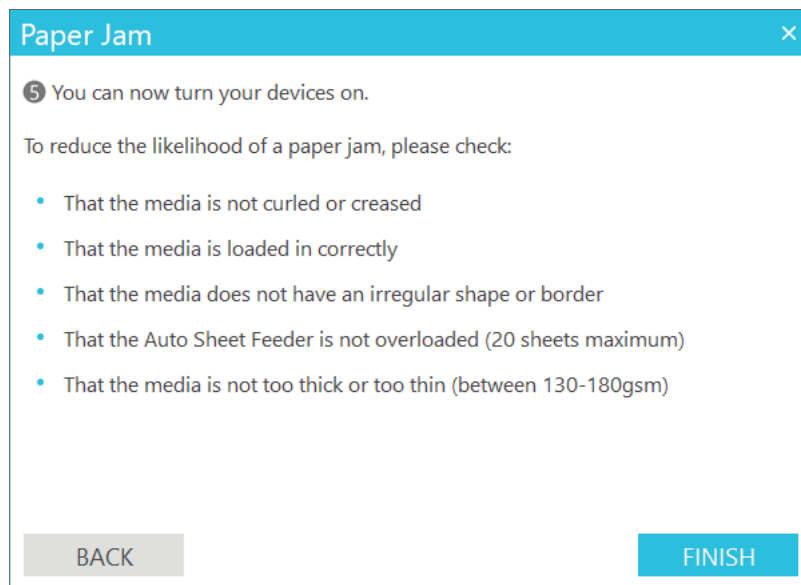 Paper Jam ×
❺ You can now turn your devices on.
To reduce the likelihood of a paper jam, please check:
• That the media is not curled or creased
• That the media is loaded in correctly
• That the media does not have an irregular shape or border
• That the Auto Sheet Feeder is not overloaded (20 sheets maximum)
• That the media is not too thick or too thin (between 130-180gsm)
BACK FINISH